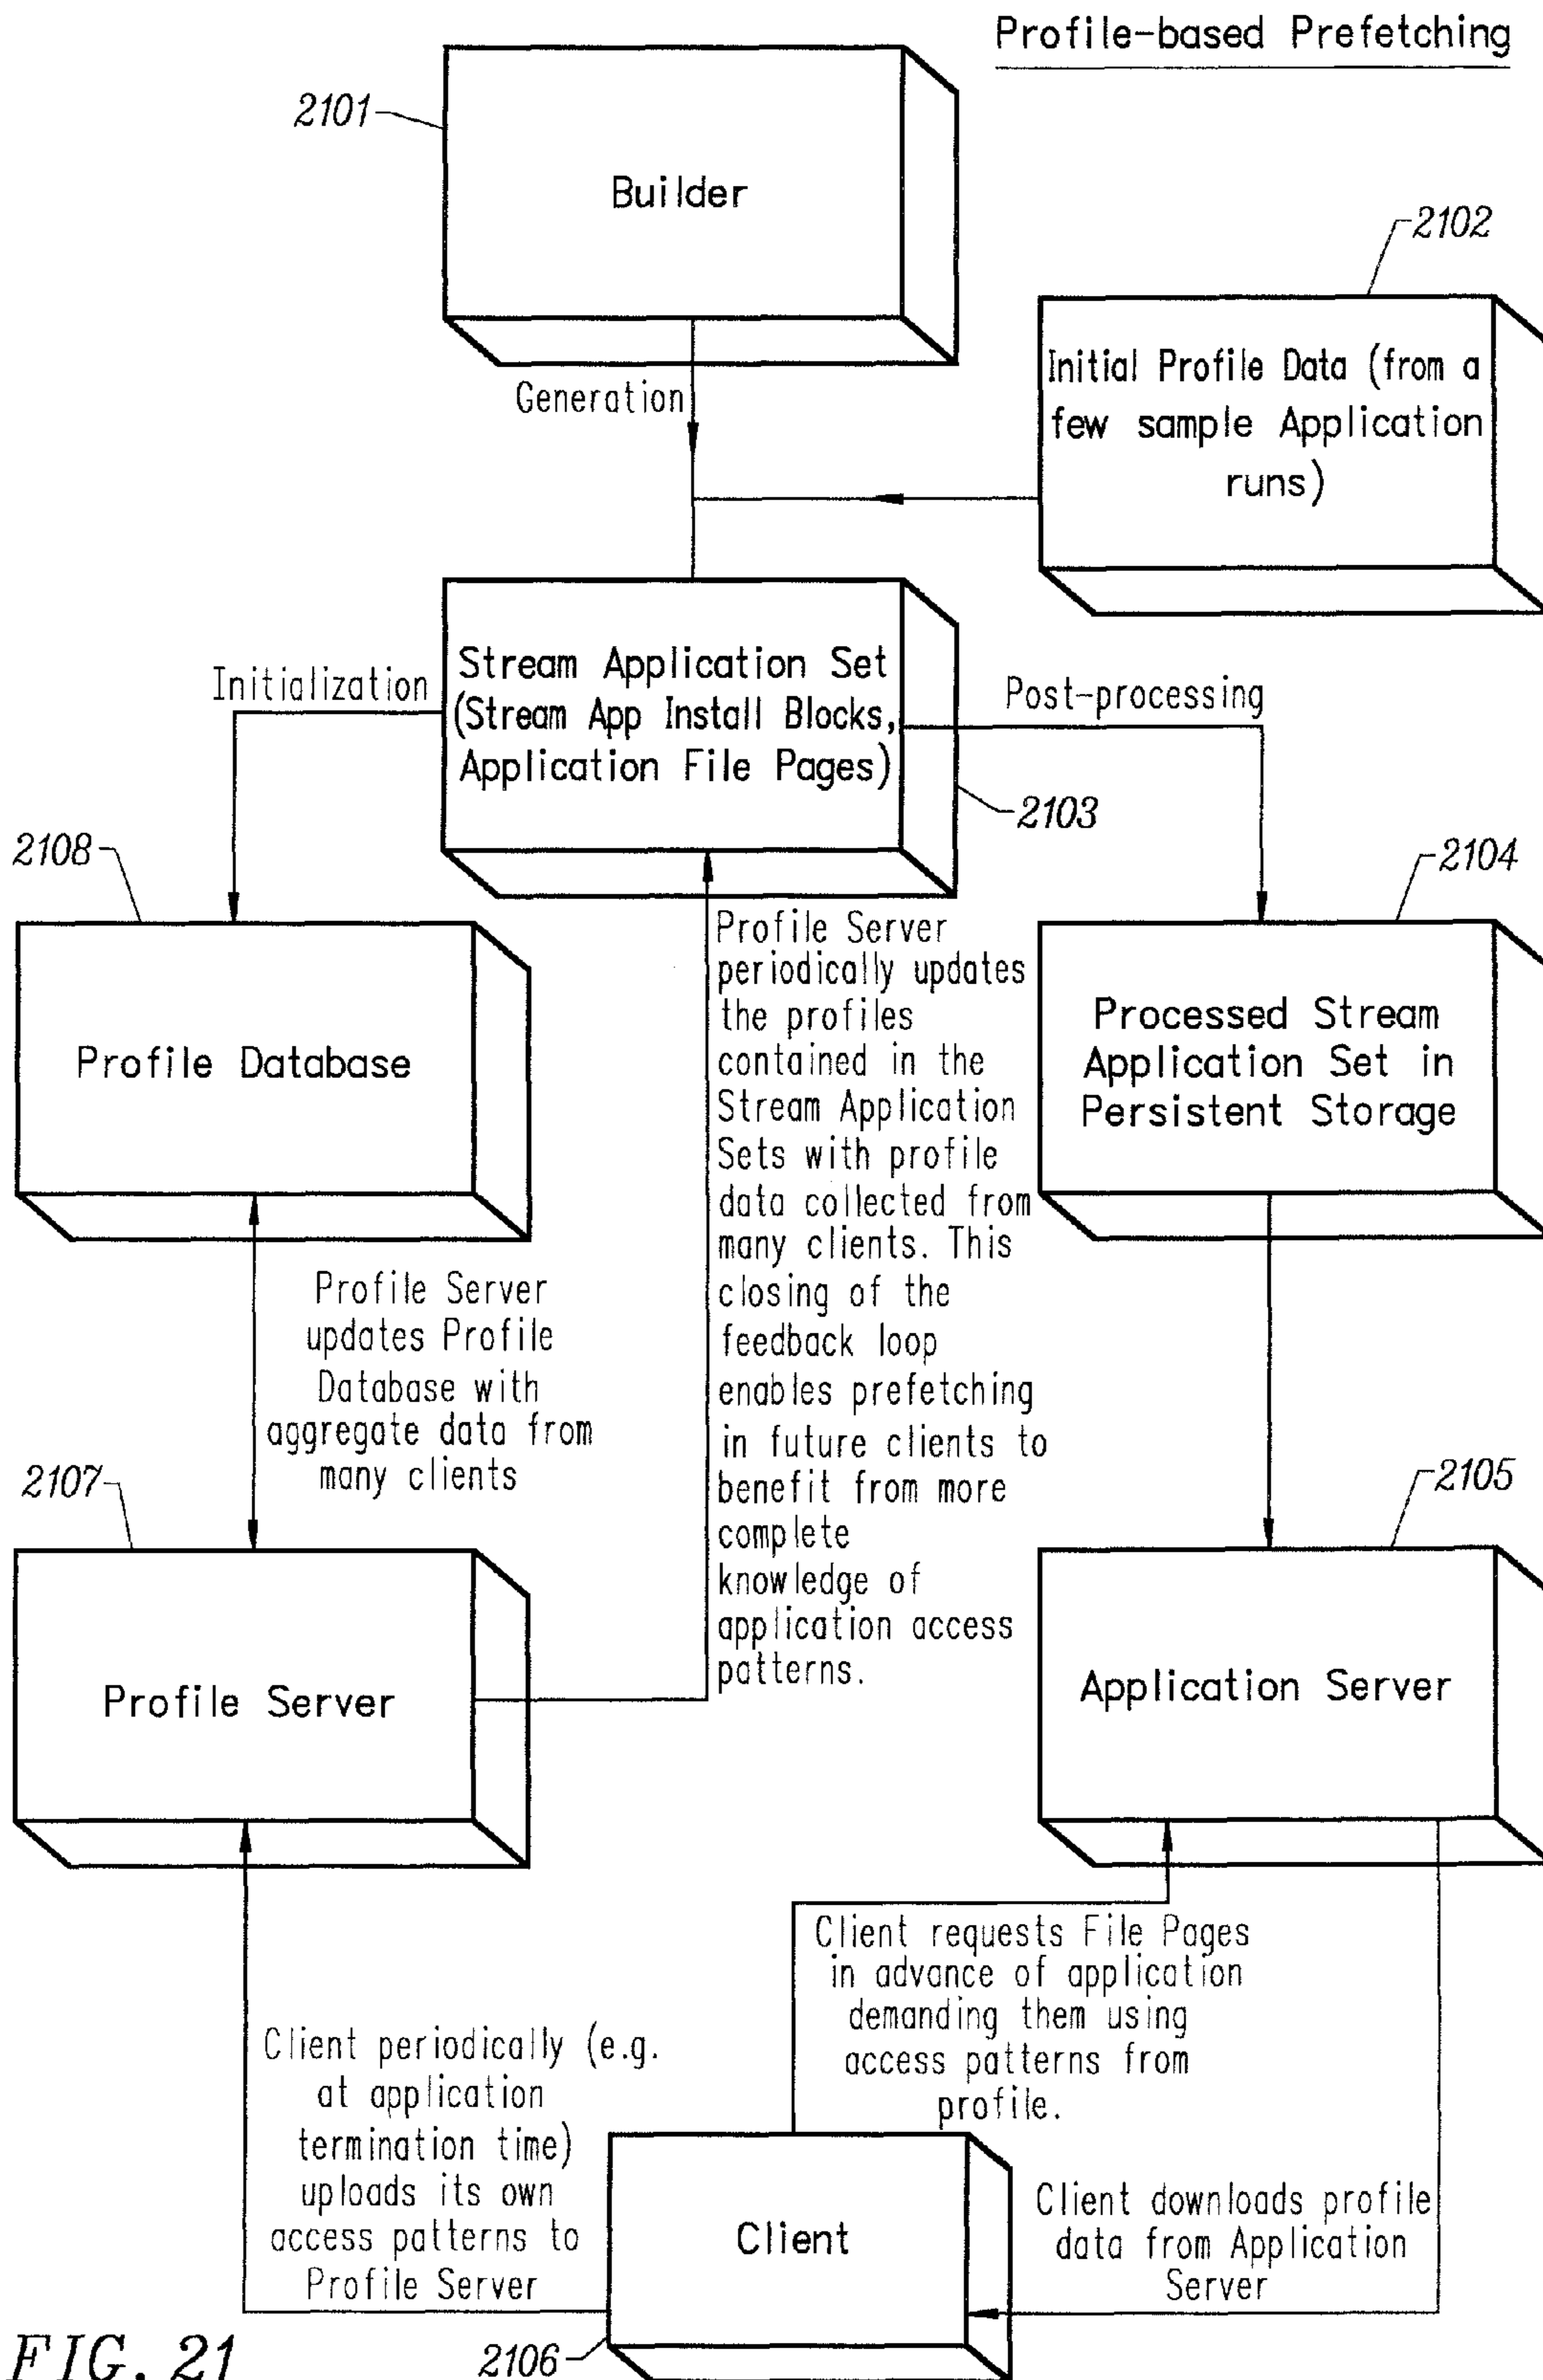 Profile-based Prefetching
2101
Builder
2102
Initial Profile Data (from a
few sample Application
runs)
Generation
Initialization
Stream Application Set
(Stream App Install Blocks,
Application File Pages)
Post-processing
2103
2108
2104
Profile Database
Profile Server
periodically updates
the profiles
contained in the
Stream Application
Sets with profile
data collected from
many clients. This
closing of the
feedback loop
enables prefetching
in future clients to
benefit from more
complete
knowledge of
application access
patterns.
Processed Stream
Application Set in
Persistent Storage
Profile Server
updates Profile
Database with
aggregate data from
many clients
2107
2105
Profile Server
Application Server
Client requests File Pages
in advance of application
demanding them using
access patterns from
profile.
Client periodically (e.g.
at application
termination time)
uploads its own
access patterns to
Profile Server
Client
Client downloads profile
data from Application
Server
FIG. 21
2106